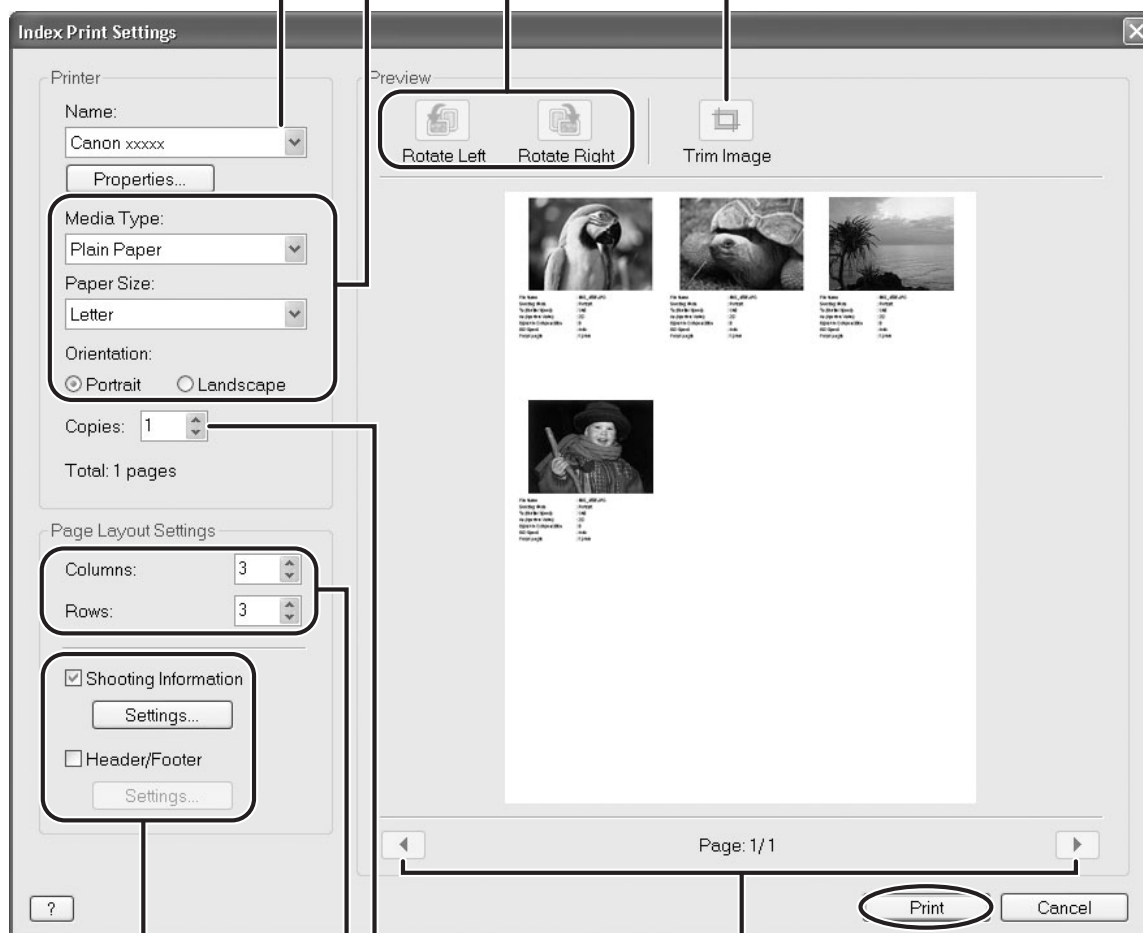 Index Print Settings
Printer
Name:
Canon xxxxx
Properties...
Media Type:
Plain Paper
Paper Size:
Letter
Orientation:
Portrait Landscape
Copies: 1
Total: 1 pages
Page Layout Settings
Columns: 3
Rows: 3
Shooting Information
Settings...
Header/Footer
Settings...
?
Preview
Rotate Left Rotate Right Trim Image
Page: 1/1
Print Cancel